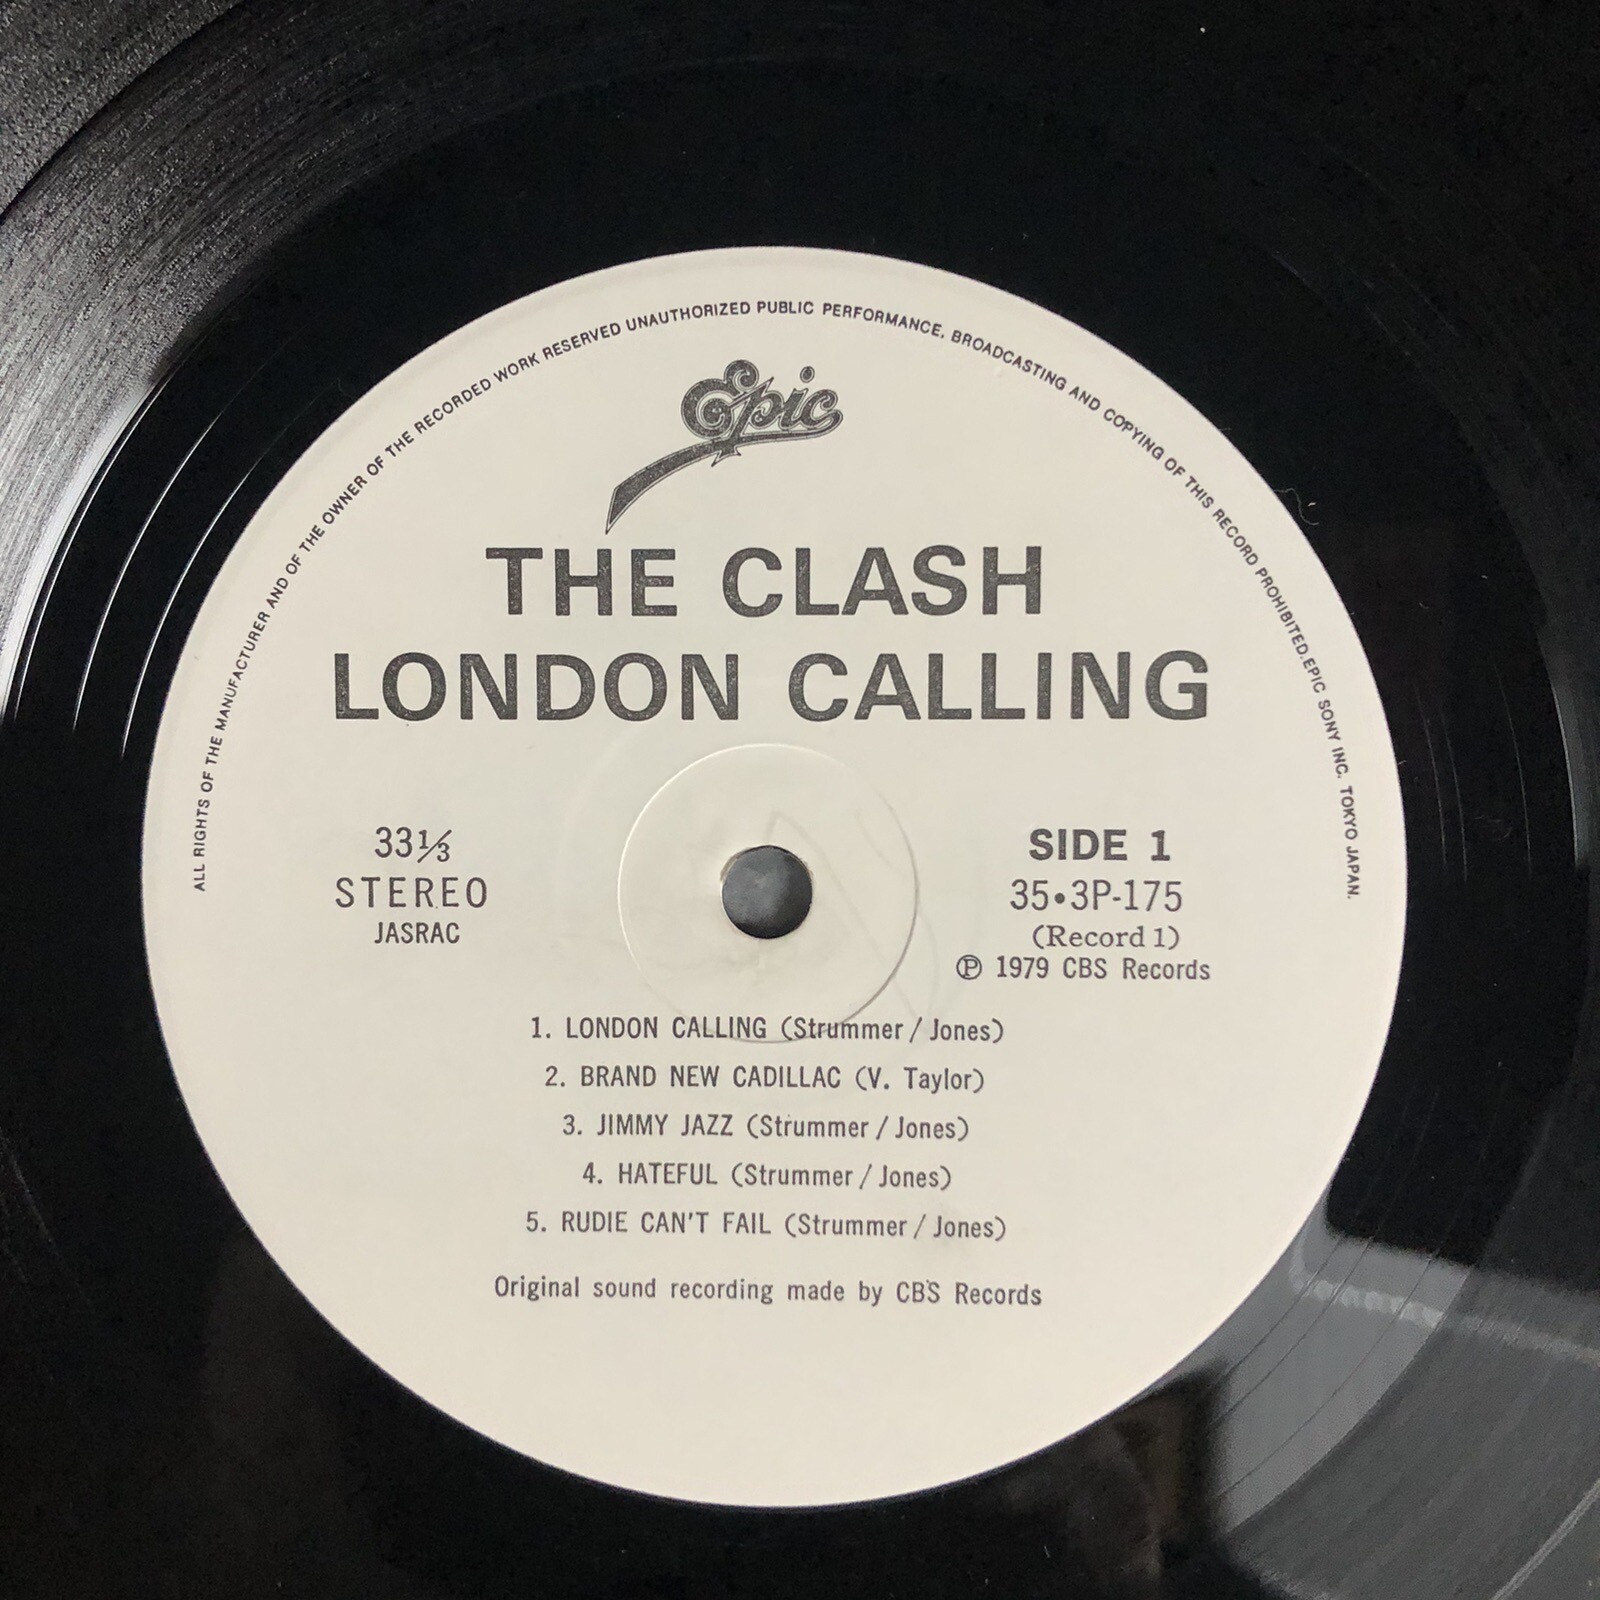 ALL RIGHTS OF THE MANUFACTURER AND OF THE OWNER OF THE RECORDED WORK RESERVED UNAUTHORIZED PUBLIC PERFORMANCE, BROADCASTING AND COPYING OF THIS RECORD PROHIBITED. EPIC SONY INC. TOKYO JAPAN.
Epic
THE CLASH
LONDON CALLING
33⅓
STEREO
JASRAC
SIDE 1
35•3P-175
(Record 1)
℗ 1979 CBS Records
1. LONDON CALLING (Strummer / Jones)
2. BRAND NEW CADILLAC (V. Taylor)
3. JIMMY JAZZ (Strummer / Jones)
4. HATEFUL (Strummer / Jones)
5. RUDIE CAN'T FAIL (Strummer / Jones)
Original sound recording made by CBS Records